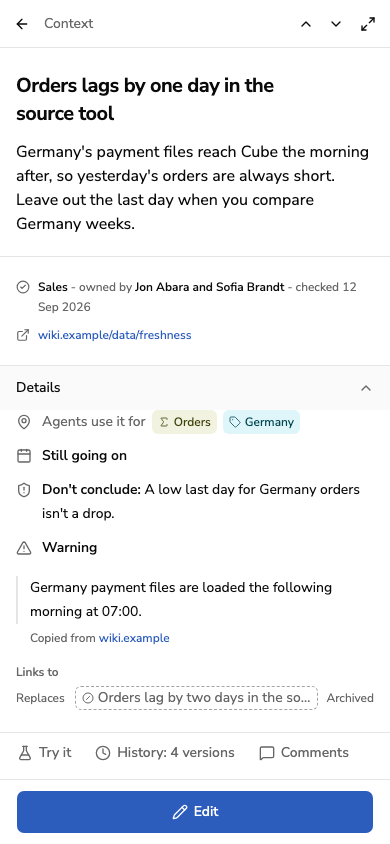 Context
Orders lags by one day in the
source tool
Germany's payment files reach Cube the morning
after, so yesterday's orders are always short.
Leave out the last day when you compare
Germany weeks.
Sales - owned by Jon Abara and Sofia Brandt - checked 12
Sep 2026
wiki.example/data/freshness
Details
Agents use it for Orders Germany
Still going on
Don't conclude: A low last day for Germany orders
isn't a drop.
Warning
Germany payment files are loaded the following
morning at 07:00.
Copied from wiki.example
Links to
Replaces Orders lag by two days in the so... Archived
Try it History: 4 versions Comments
Edit